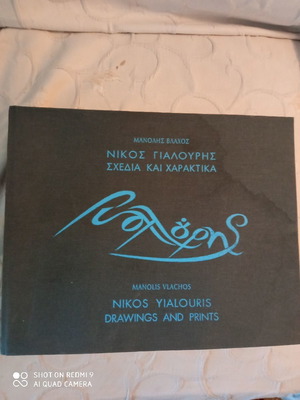 ΜΑΝΟΛΗΣ ΒΛΑΧΟΣ
ΝΙΚΟΣ ΓΙΑΛΟΥΡΗΣ
ΣΧΕΔΙΑ ΚΑΙ ΧΑΡΑΚΤΙΚΑ
MANOLIS VLACHOS
NIKOS YIALOURIS
DRAWINGS AND PRINTS
SHOT ON REDMI 9
AI QUAD CAMERA